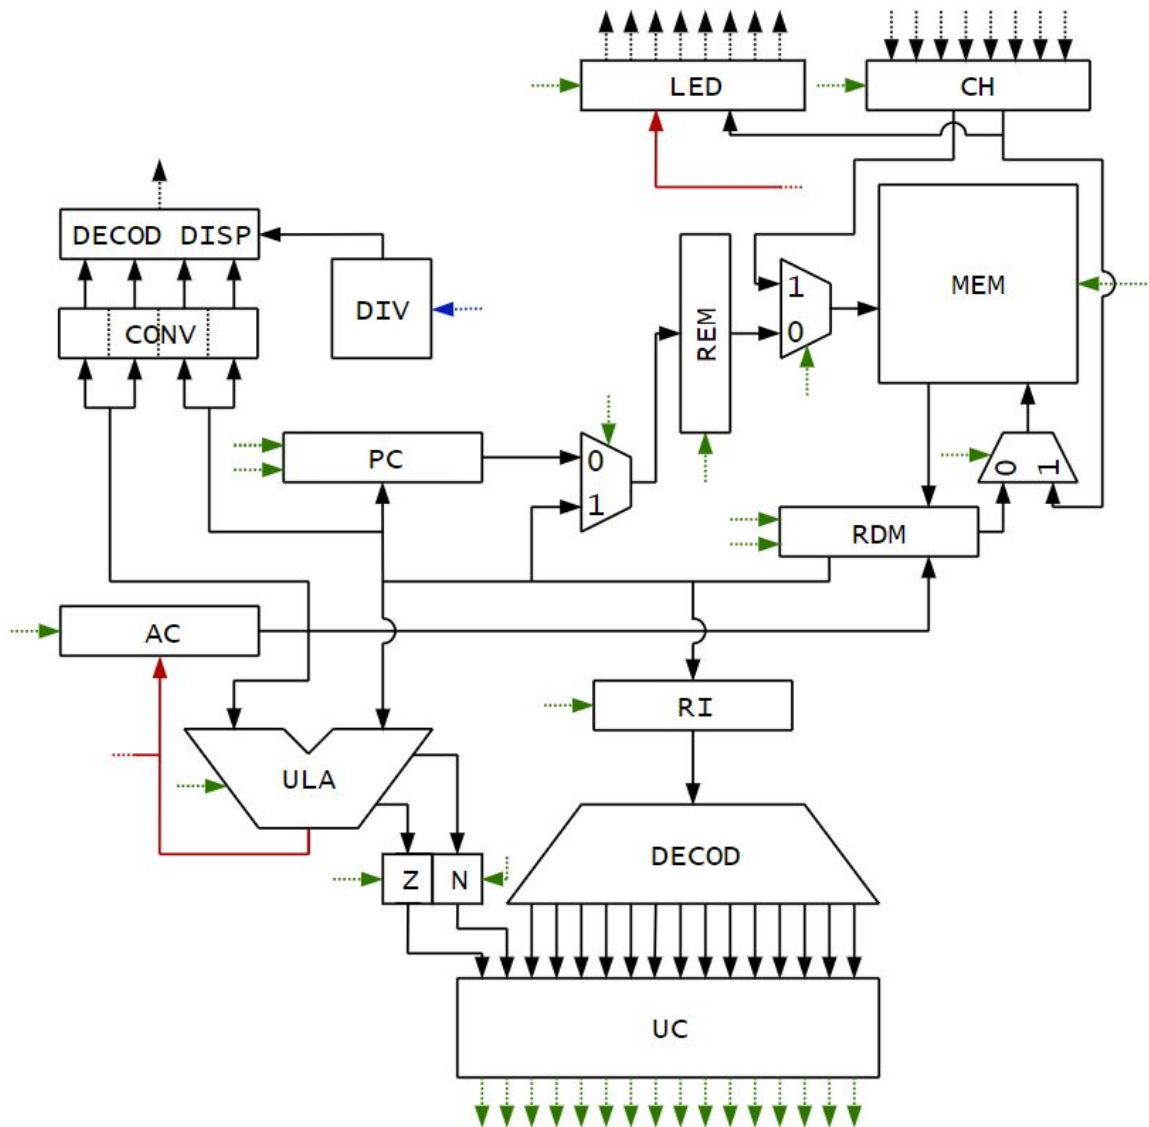 LED
CH
DECOD DISP
DIV
CONV
REM
1
0
MEM
PC
0
1
0
1
RDM
AC
RI
ULA
Z
N
DECOD
UC